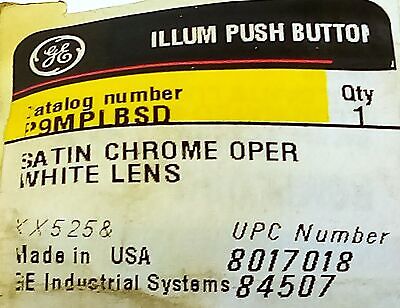 GE
ILLUM PUSH BUTTON
Catalog number
Qty
P9MPLBSD
1
SATIN CHROME OPER
WHITE LENS
XX5258
UPC Number
Made in USA
8017018
GE Industrial Systems
84507